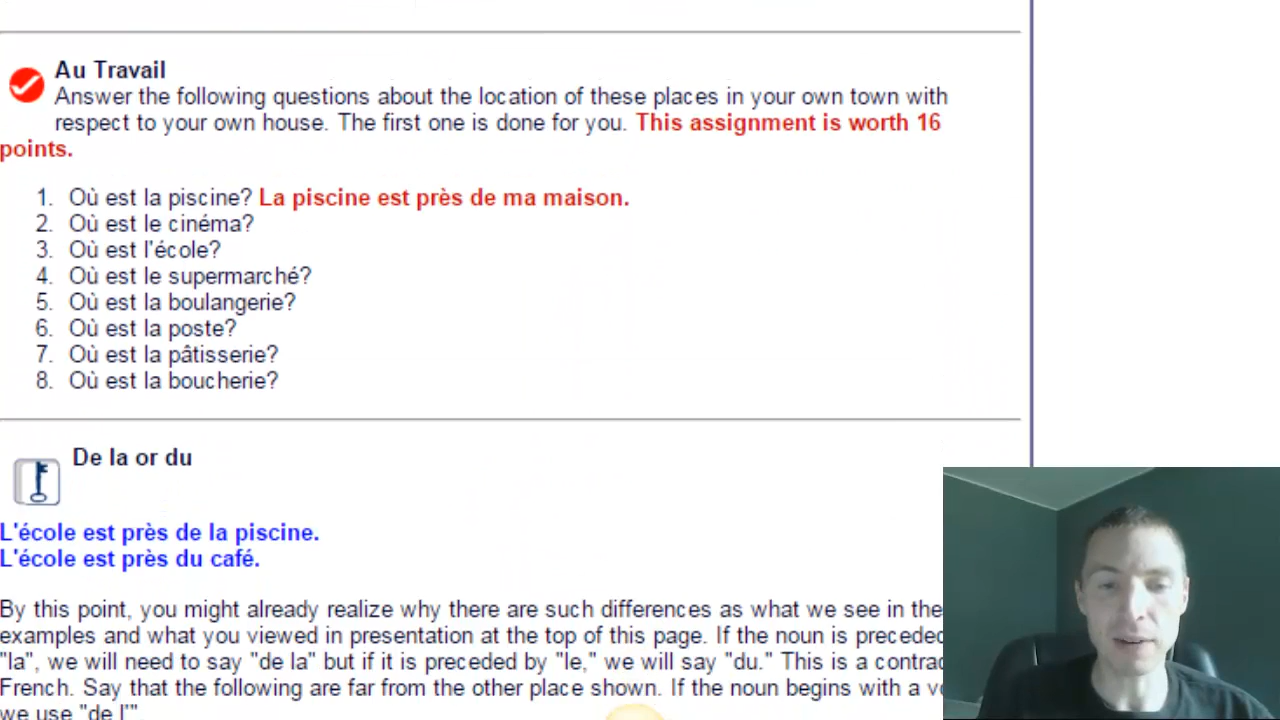 Au Travail
Answer the following questions about the location of these places in your own town with
respect to your own house. The first one is done for you. This assignment is worth 16
points.
1. Où est la piscine? La piscine est près de ma maison.
2. Où est le cinéma?
3. Où est l'école?
4. Où est le supermarché?
5. Où est la boulangerie?
6. Où est la poste?
7. Où est la pâtisserie?
8. Où est la boucherie?
De la or du
L'école est près de la piscine.
L'école est près du café.
By this point, you might already realize why there are such differences as what we see in the
examples and what you viewed in presentation at the top of this page. If the noun is preceded
"la", we will need to say "de la" but if it is preceded by "le," we will say "du." This is a
French. Say that the following are far from the other place shown. If the noun begins with a
we use "de l'".